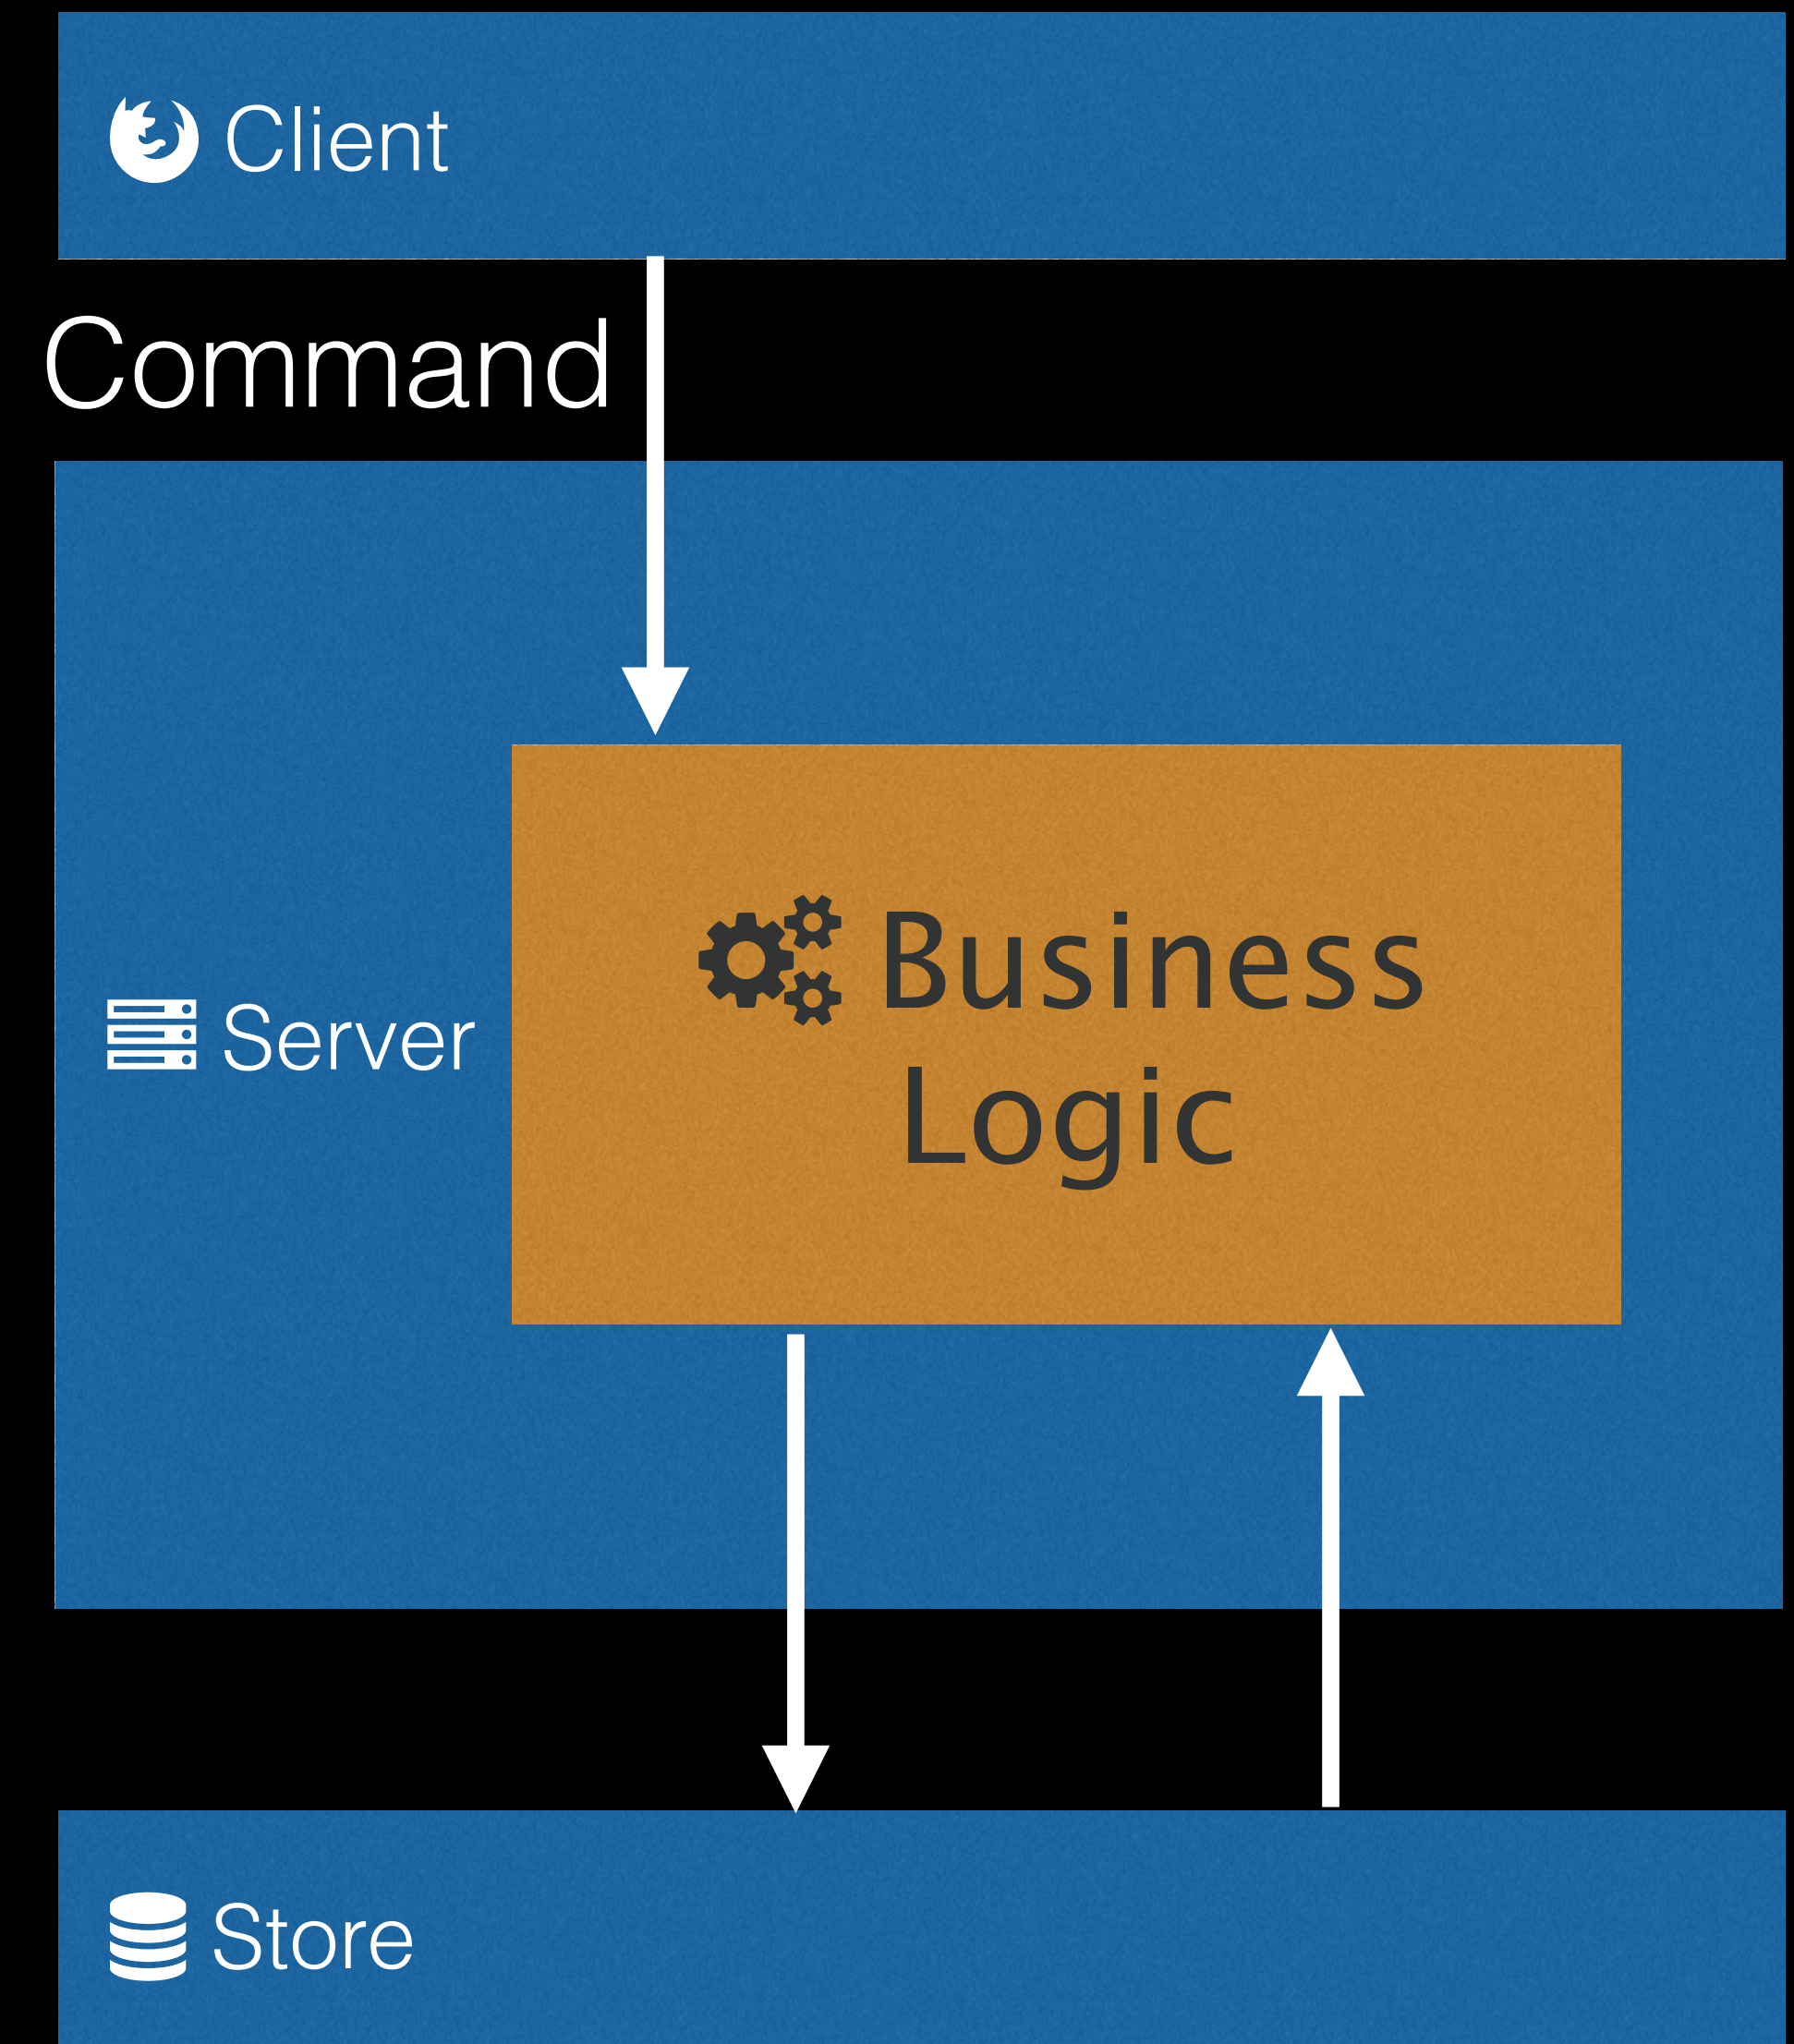 Client
Command
Business
Logic
Server
Store